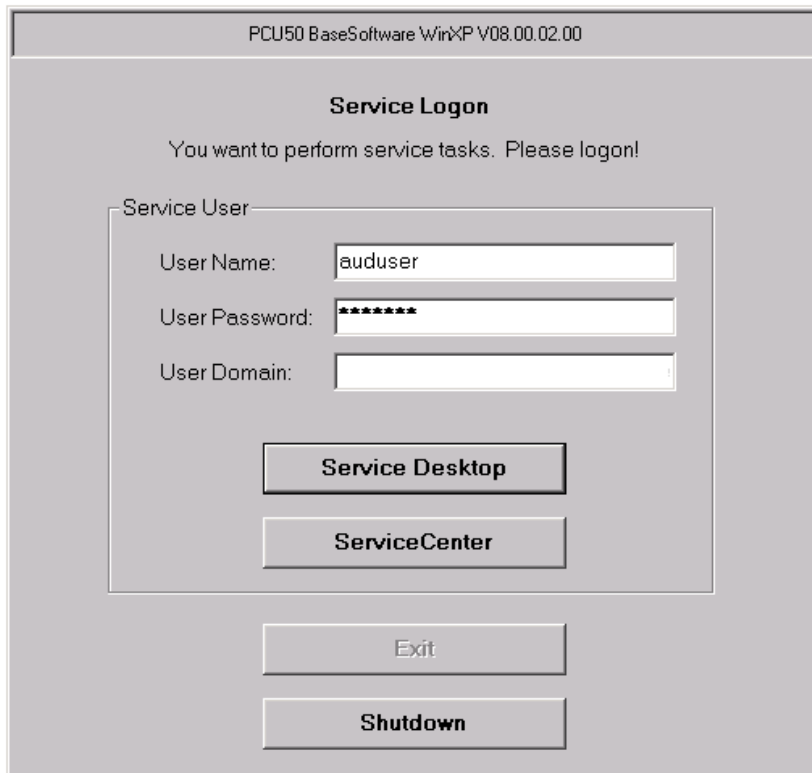 PCU50 BaseSoftware WinXP V08.00.02.00
Service Logon
You want to perform service tasks. Please logon!
Service User
User Name: auduser
User Password: *******
User Domain:
Service Desktop
ServiceCenter
Exit
Shutdown